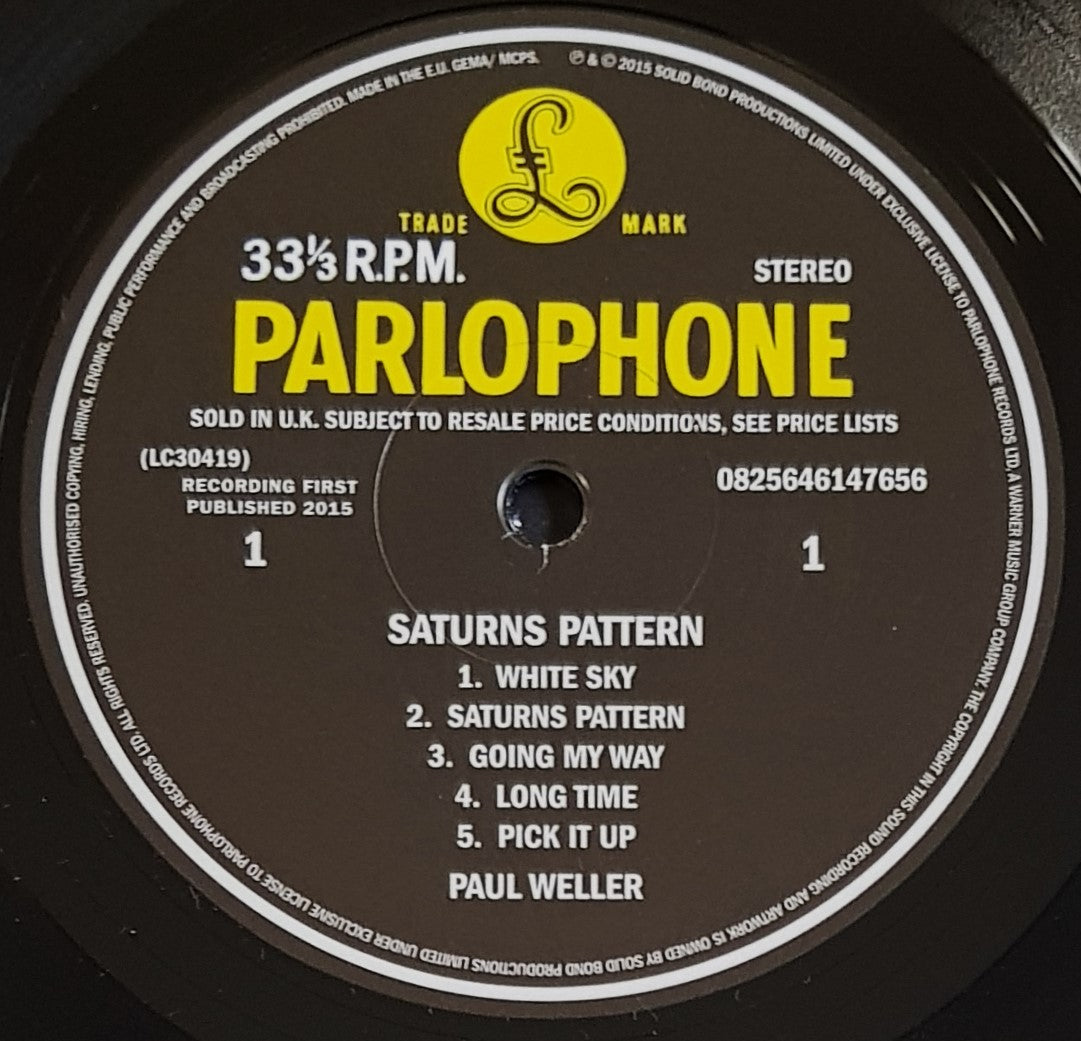 ℗ & © 2015 SOLID BOND PRODUCTIONS LIMITED UNDER EXCLUSIVE LICENSE TO PARLOPHONE RECORDS LTD, A WARNER MUSIC GROUP COMPANY. THE COPYRIGHT IN THIS SOUND RECORDING AND ARTWORK IS OWNED BY SOLID BOND PRODUCTIONS LIMITED UNDER EXCLUSIVE LICENSE TO PARLOPHONE RECORDS LTD. ALL RIGHTS RESERVED. UNAUTHORISED COPYING, HIRING, LENDING, PUBLIC PERFORMANCE AND BROADCASTING PROHIBITED. MADE IN THE E.U. GEMA/ MCPS.
£
TRADE MARK
33⅓ R.P.M. STEREO
PARLOPHONE
SOLD IN U.K. SUBJECT TO RESALE PRICE CONDITIONS, SEE PRICE LISTS
(LC30419)
RECORDING FIRST
PUBLISHED 2015
0825646147656
1 1
SATURNS PATTERN
1. WHITE SKY
2. SATURNS PATTERN
3. GOING MY WAY
4. LONG TIME
5. PICK IT UP
PAUL WELLER